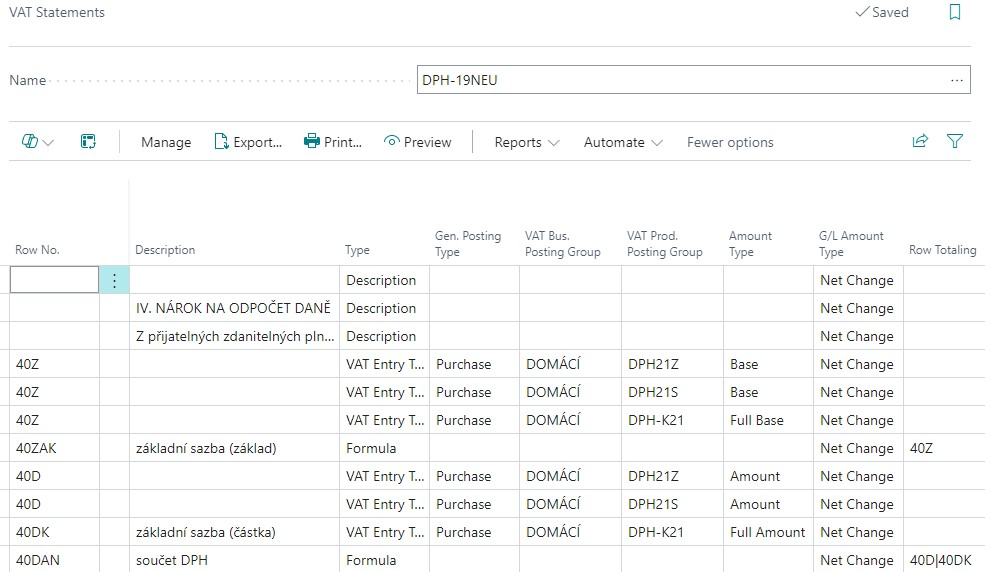 VAT Statements Saved
Name DPH-19NEU ...
Manage Export... Print... Preview Reports Automate Fewer options
Row No. Description Type Gen. Posting Type VAT Bus. Posting Group VAT Prod. Posting Group Amount Type G/L Amount Type Row Totaling
Description Net Change
IV. NÁROK NA ODPOČET DANĚ Description Net Change
Z přijatelných zdanitelných pln... Description Net Change
40Z VAT Entry T... Purchase DOMÁCÍ DPH21Z Base Net Change
40Z VAT Entry T... Purchase DOMÁCÍ DPH21S Base Net Change
40Z VAT Entry T... Purchase DOMÁCÍ DPH-K21 Full Base Net Change
40ZAK základní sazba (základ) Formula Net Change 40Z
40D VAT Entry T... Purchase DOMÁCÍ DPH21Z Amount Net Change
40D VAT Entry T... Purchase DOMÁCÍ DPH21S Amount Net Change
40DK základní sazba (částka) VAT Entry T... Purchase DOMÁCÍ DPH-K21 Full Amount Net Change
40DAN součet DPH Formula Net Change 40D|40DK